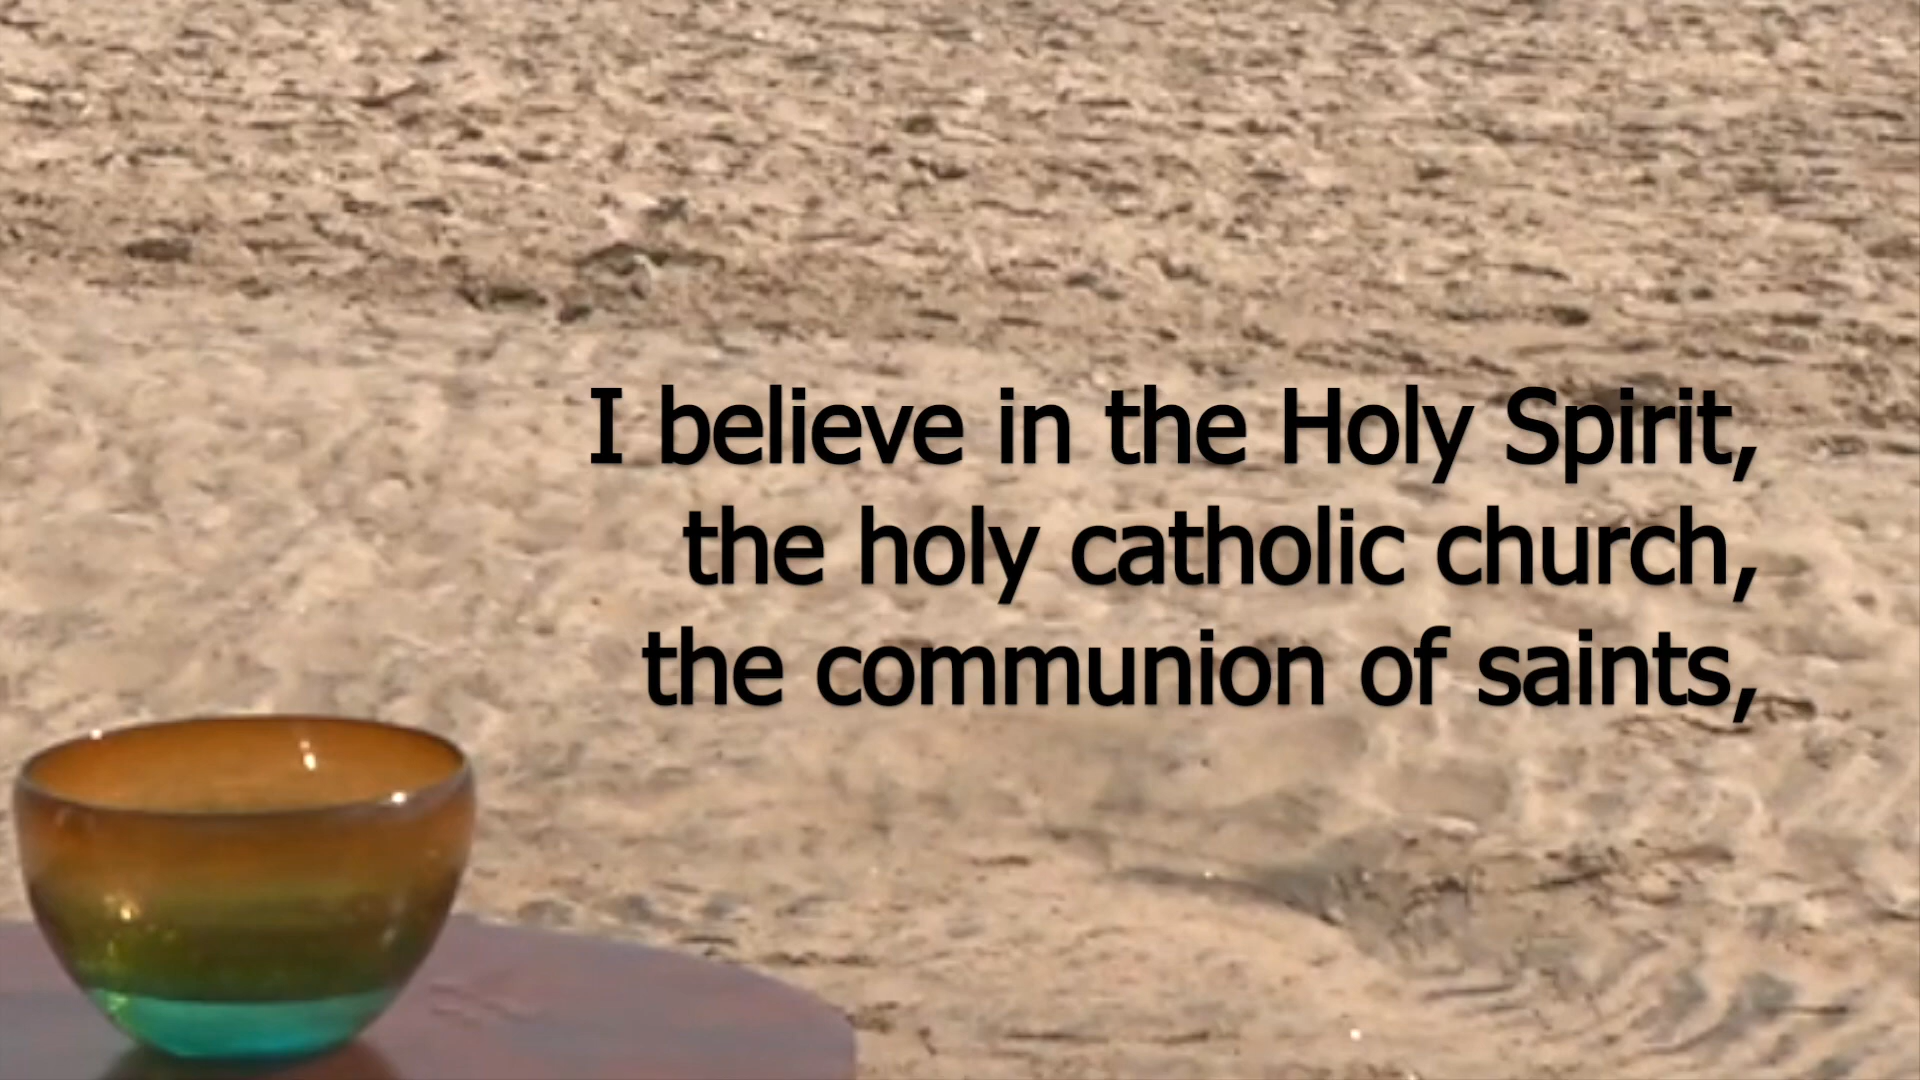 I believe in the Holy Spirit,
the holy catholic church,
the communion of saints,